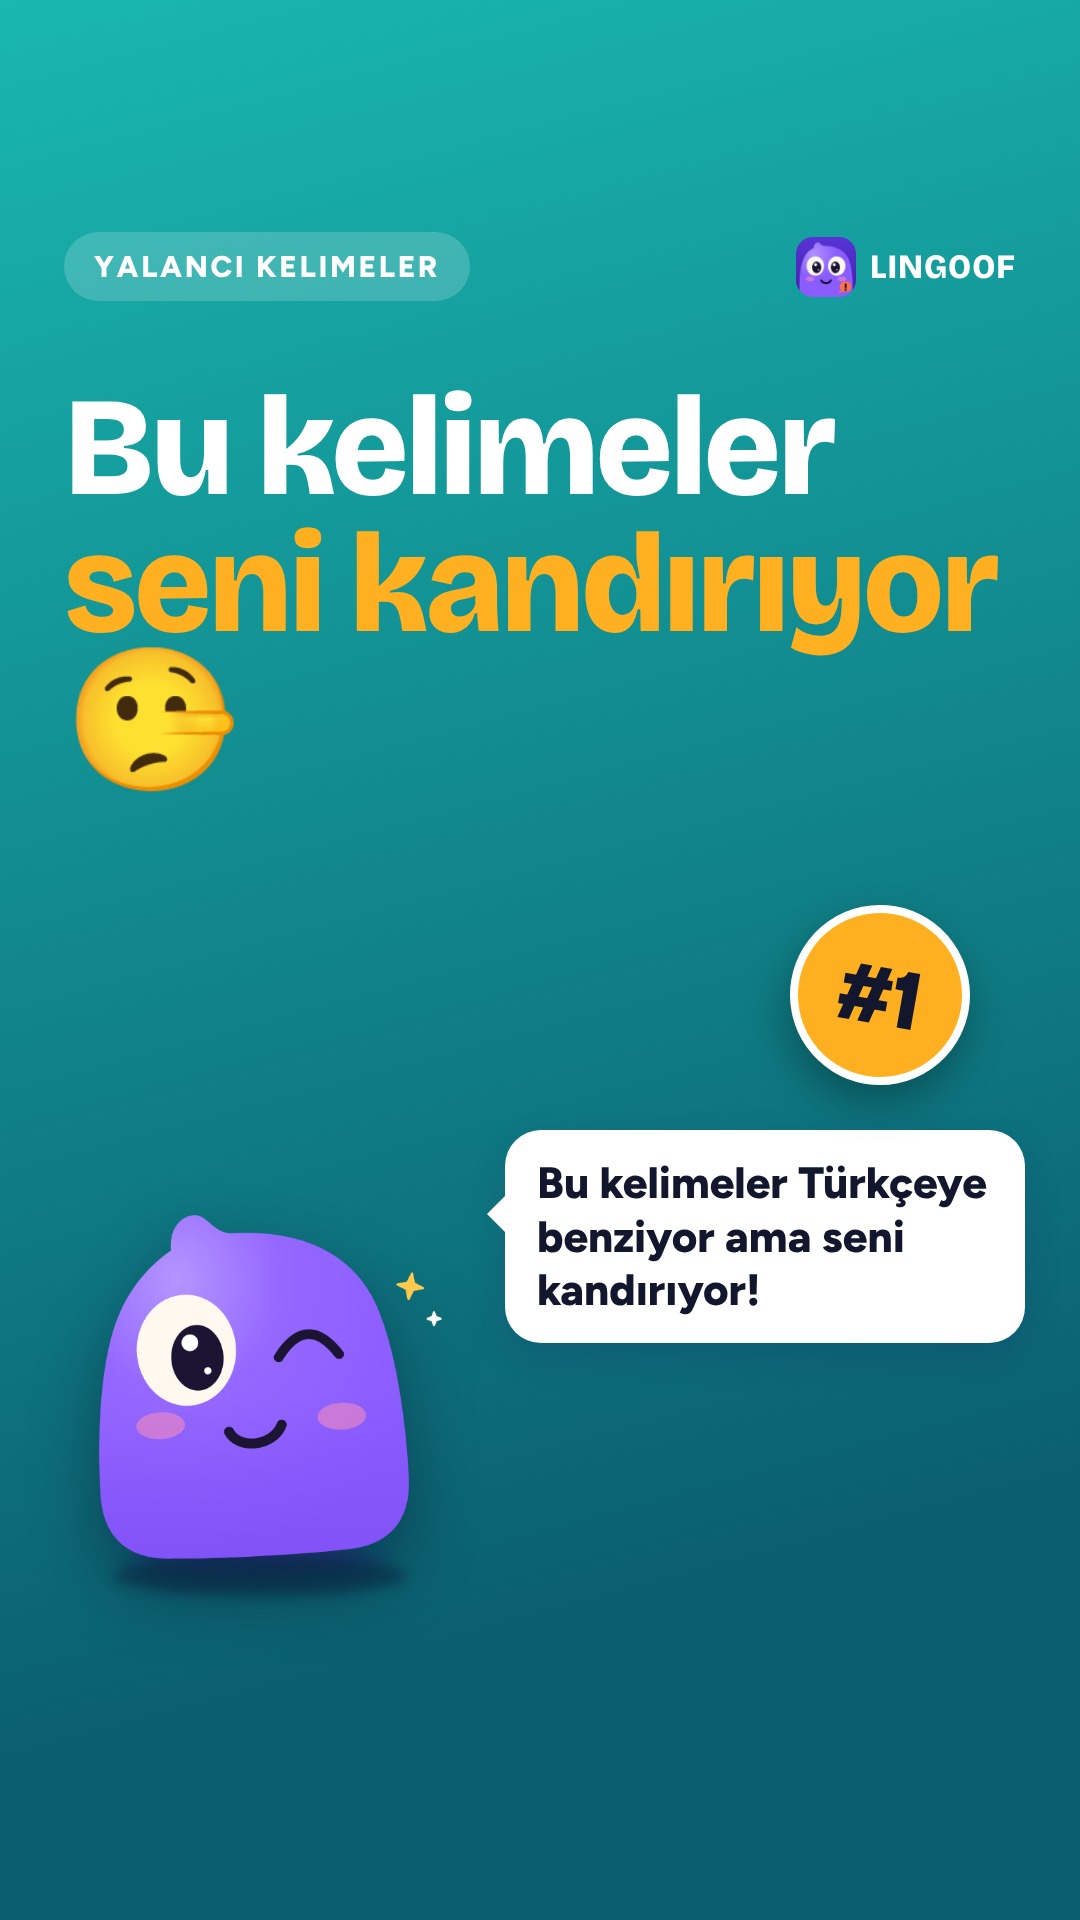 YALANCI KELIMELER
LINGOOF
Bu kelimeler
seni kandırıyor
#1
Bu kelimeler Türkçeye
benziyor ama seni
kandırıyor!